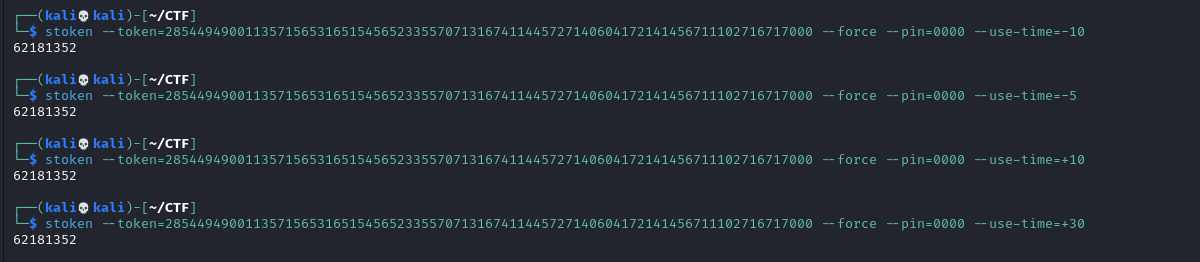 ┌──(kali💀kali)-[~/CTF]
└─$ stoken --token=285449490011357156531651545652335570713167411445727140604172141456711102716717000 --force --pin=0000 --use-time=-10
62181352
┌──(kali💀kali)-[~/CTF]
└─$ stoken --token=285449490011357156531651545652335570713167411445727140604172141456711102716717000 --force --pin=0000 --use-time=-5
62181352
┌──(kali💀kali)-[~/CTF]
└─$ stoken --token=285449490011357156531651545652335570713167411445727140604172141456711102716717000 --force --pin=0000 --use-time=+10
62181352
┌──(kali💀kali)-[~/CTF]
└─$ stoken --token=285449490011357156531651545652335570713167411445727140604172141456711102716717000 --force --pin=0000 --use-time=+30
62181352